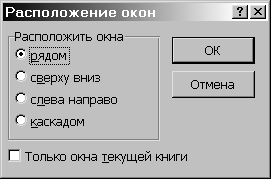 Расположение окон
Расположить окна
рядом
сверху вниз
слева направо
каскадом
Только окна текущей книги
ОК
Отмена